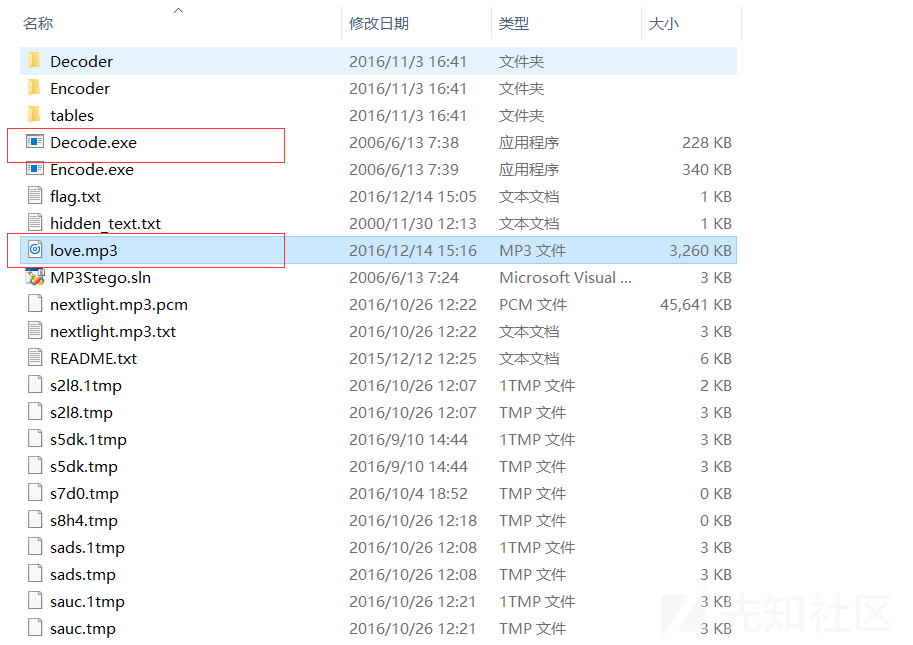 名称 修改日期 类型 大小
Decoder 2016/11/3 16:41 文件夹
Encoder 2016/11/3 16:41 文件夹
tables 2016/11/3 16:41 文件夹
Decode.exe 2006/6/13 7:38 应用程序 228 KB
Encode.exe 2006/6/13 7:39 应用程序 340 KB
flag.txt 2016/12/14 15:05 文本文档 1 KB
hidden_text.txt 2000/11/30 12:13 文本文档 1 KB
love.mp3 2016/12/14 15:16 MP3 文件 3,260 KB
MP3Stego.sln 2006/6/13 7:24 Microsoft Visual ... 3 KB
nextlight.mp3.pcm 2016/10/26 12:22 PCM 文件 45,641 KB
nextlight.mp3.txt 2016/10/26 12:22 文本文档 3 KB
README.txt 2015/12/12 12:25 文本文档 6 KB
s2l8.1tmp 2016/10/26 12:07 1TMP 文件 2 KB
s2l8.tmp 2016/10/26 12:07 TMP 文件 3 KB
s5dk.1tmp 2016/9/10 14:44 1TMP 文件 3 KB
s5dk.tmp 2016/9/10 14:44 TMP 文件 3 KB
s7d0.tmp 2016/10/4 18:52 TMP 文件 0 KB
s8h4.tmp 2016/10/26 12:18 TMP 文件 0 KB
sads.1tmp 2016/10/26 12:08 1TMP 文件 3 KB
sads.tmp 2016/10/26 12:08 TMP 文件 3 KB
sauc.1tmp 2016/10/26 12:21 1TMP 文件 3 KB
sauc.tmp 2016/10/26 12:21 TMP 文件 3 KB
先知社区